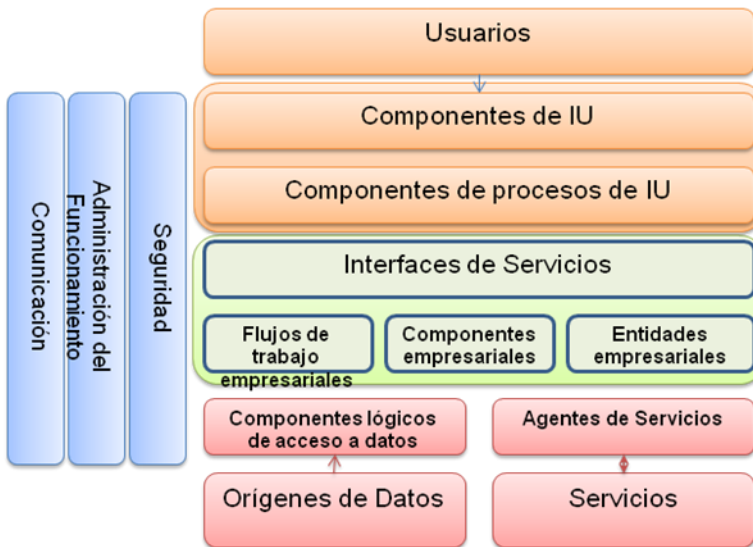 Usuarios
Componentes de IU
Componentes de procesos de IU
Comunicación
Administración del
Funcionamiento
Seguridad
Interfaces de Servicios
Flujos de
trabajo
empresariales
Componentes
empresariales
Entidades
empresariales
Componentes lógicos
de acceso a datos
Agentes de Servicios
Orígenes de Datos
Servicios